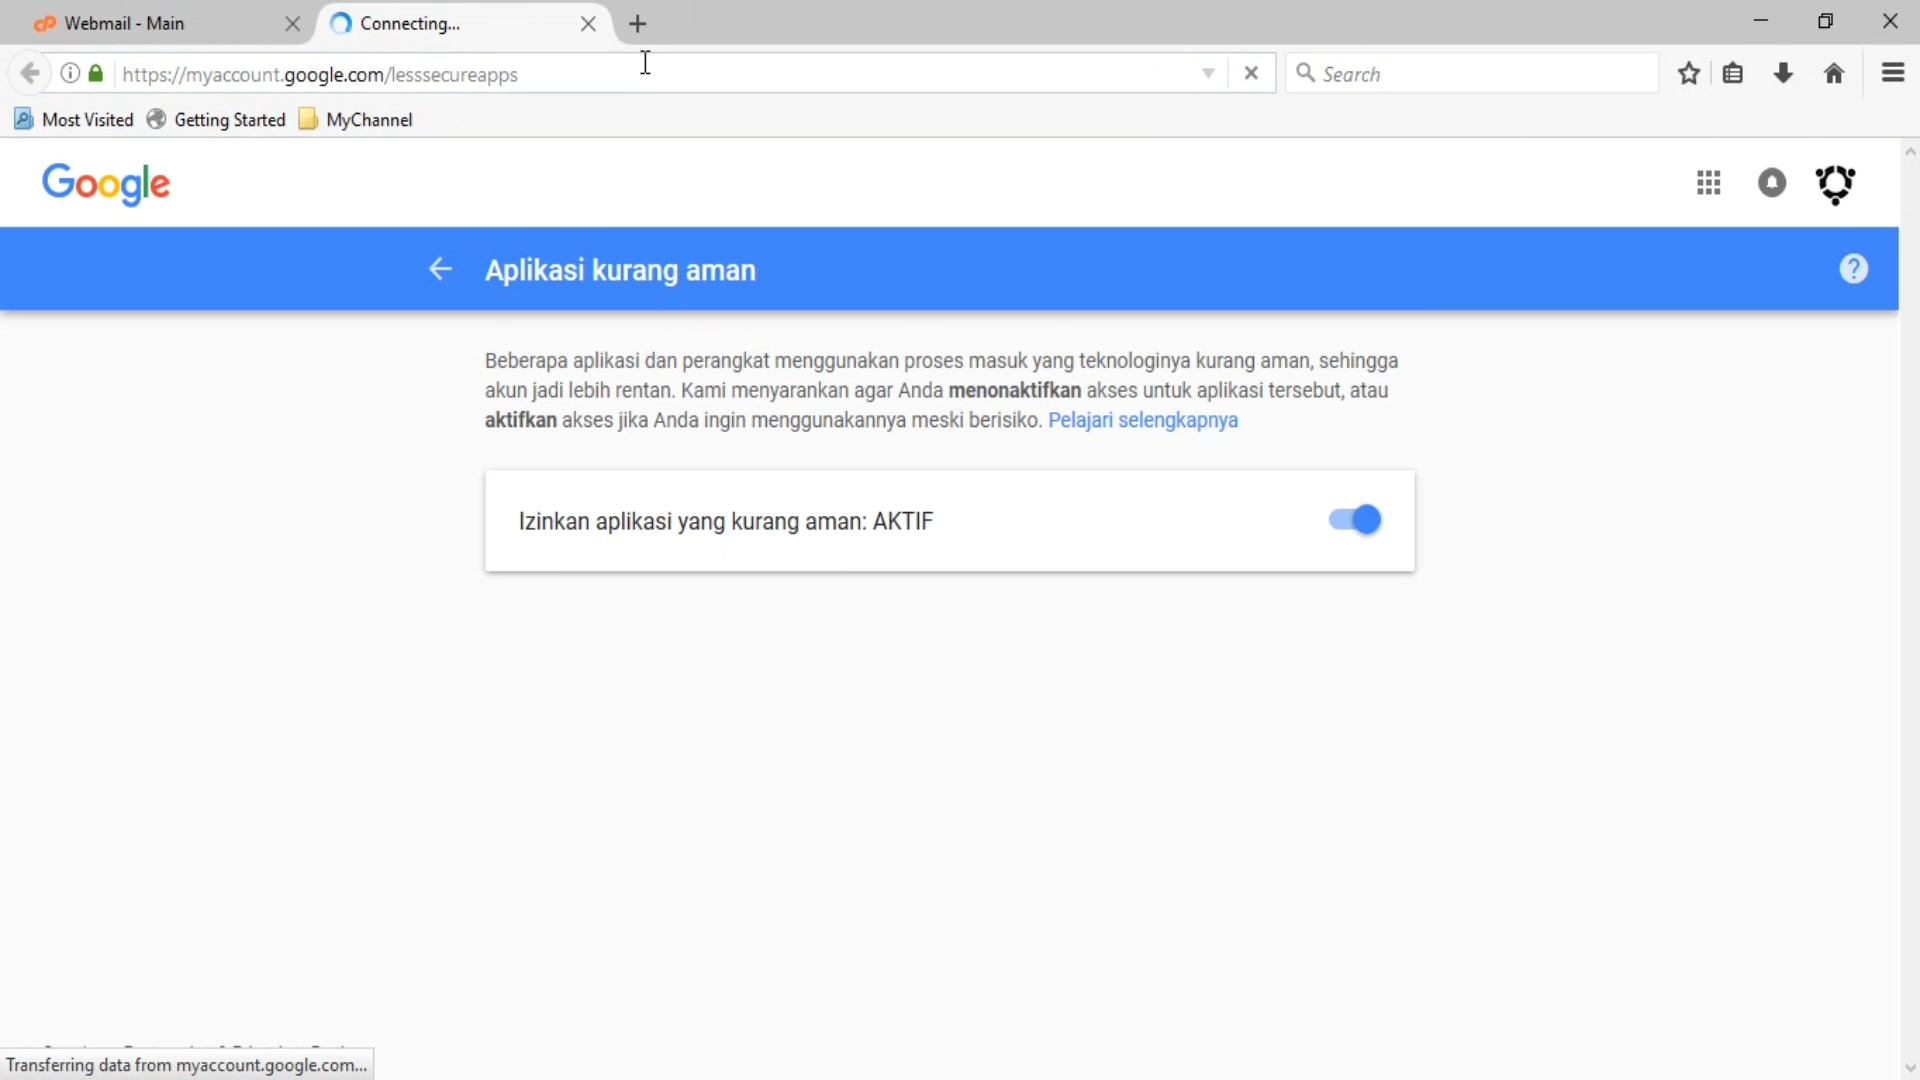 Webmail - Main
Connecting...
https://myaccount.google.com/lesssecureapps
Search
Most Visited
Getting Started
MyChannel
Google
Aplikasi kurang aman
Beberapa aplikasi dan perangkat menggunakan proses masuk yang teknologinya kurang aman, sehingga
akun jadi lebih rentan. Kami menyarankan agar Anda menonaktifkan akses untuk aplikasi tersebut, atau
aktifkan akses jika Anda ingin menggunakannya meski berisiko. Pelajari selengkapnya
Izinkan aplikasi yang kurang aman: AKTIF
Transferring data from myaccount.google.com...